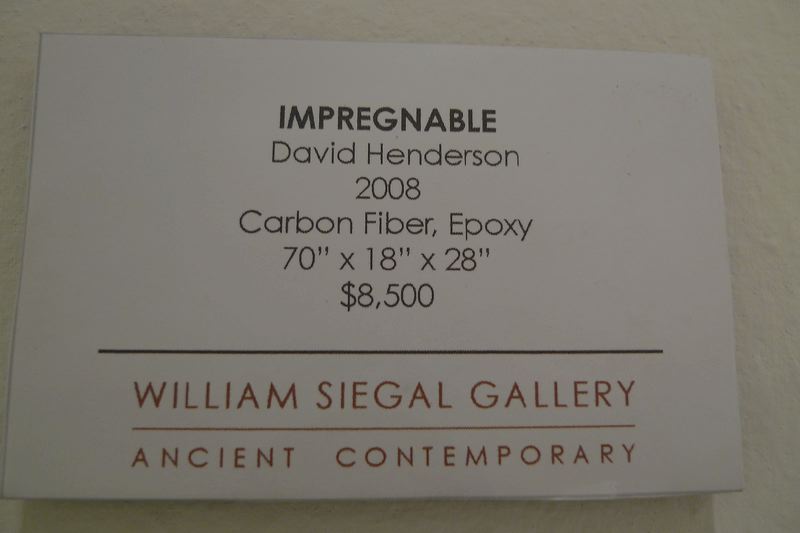 IMPREGNABLE
David Henderson
2008
Carbon Fiber, Epoxy
70” x 18” x 28”
$8,500
WILLIAM SIEGAL GALLERY
ANCIENT CONTEMPORARY